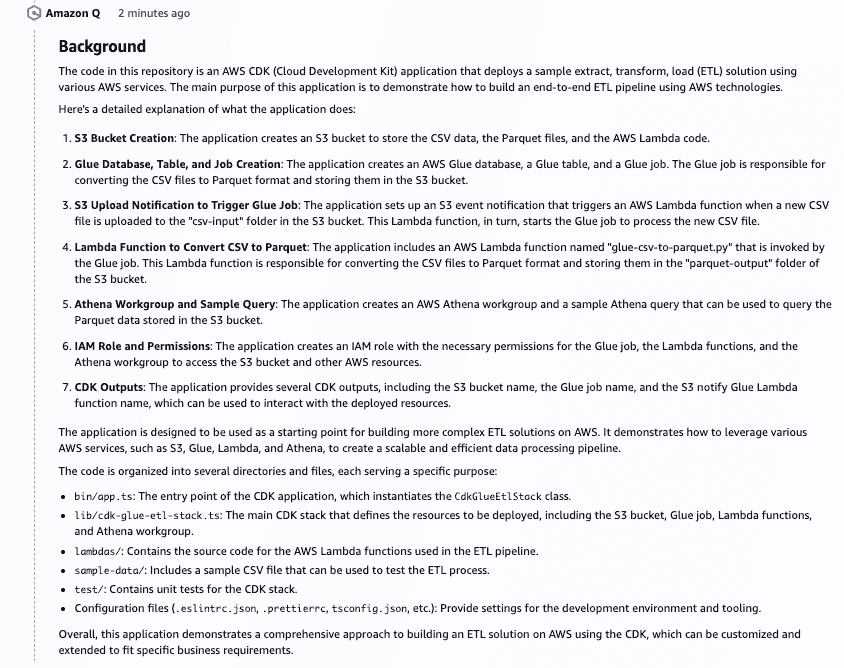 Amazon Q 2 minutes ago
Background
The code in this repository is an AWS CDK (Cloud Development Kit) application that deploys a sample extract, transform, load (ETL) solution using
various AWS services. The main purpose of this application is to demonstrate how to build an end-to-end ETL pipeline using AWS technologies.
Here's a detailed explanation of what the application does:
1. S3 Bucket Creation: The application creates an S3 bucket to store the CSV data, the Parquet files, and the AWS Lambda code.
2. Glue Database, Table, and Job Creation: The application creates an AWS Glue database, a Glue table, and a Glue job. The Glue job is responsible for
converting the CSV files to Parquet format and storing them in the S3 bucket.
3. S3 Upload Notification to Trigger Glue Job: The application sets up an S3 event notification that triggers an AWS Lambda function when a new CSV
file is uploaded to the "csv-input" folder in the S3 bucket. This Lambda function, in turn, starts the Glue job to process the new CSV file.
4. Lambda Function to Convert CSV to Parquet: The application includes an AWS Lambda function named "glue-csv-to-parquet.py" that is invoked by
the Glue job. This Lambda function is responsible for converting the CSV files to Parquet format and storing them in the "parquet-output" folder of
the S3 bucket.
5. Athena Workgroup and Sample Query: The application creates an AWS Athena workgroup and a sample Athena query that can be used to query the
Parquet data stored in the S3 bucket.
6. IAM Role and Permissions: The application creates an IAM role with the necessary permissions for the Glue job, the Lambda functions, and the
Athena workgroup to access the S3 bucket and other AWS resources.
7. CDK Outputs: The application provides several CDK outputs, including the S3 bucket name, the Glue job name, and the S3 notify Glue Lambda
function name, which can be used to interact with the deployed resources.
The application is designed to be used as a starting point for building more complex ETL solutions on AWS. It demonstrates how to leverage various
AWS services, such as S3, Glue, Lambda, and Athena, to create a scalable and efficient data processing pipeline.
The code is organized into several directories and files, each serving a specific purpose:
• bin/app.ts: The entry point of the CDK application, which instantiates the CdkGlueEtlStack class.
• lib/cdk-glue-etl-stack.ts: The main CDK stack that defines the resources to be deployed, including the S3 bucket, Glue job, Lambda functions,
and Athena workgroup.
• lambdas/: Contains the source code for the AWS Lambda functions used in the ETL pipeline.
• sample-data/: Includes a sample CSV file that can be used to test the ETL process.
• test/: Contains unit tests for the CDK stack.
• Configuration files (.eslintrc.json, .prettierrc, tsconfig.json, etc.): Provide settings for the development environment and tooling.
Overall, this application demonstrates a comprehensive approach to building an ETL solution on AWS using the CDK, which can be customized and
extended to fit specific business requirements.